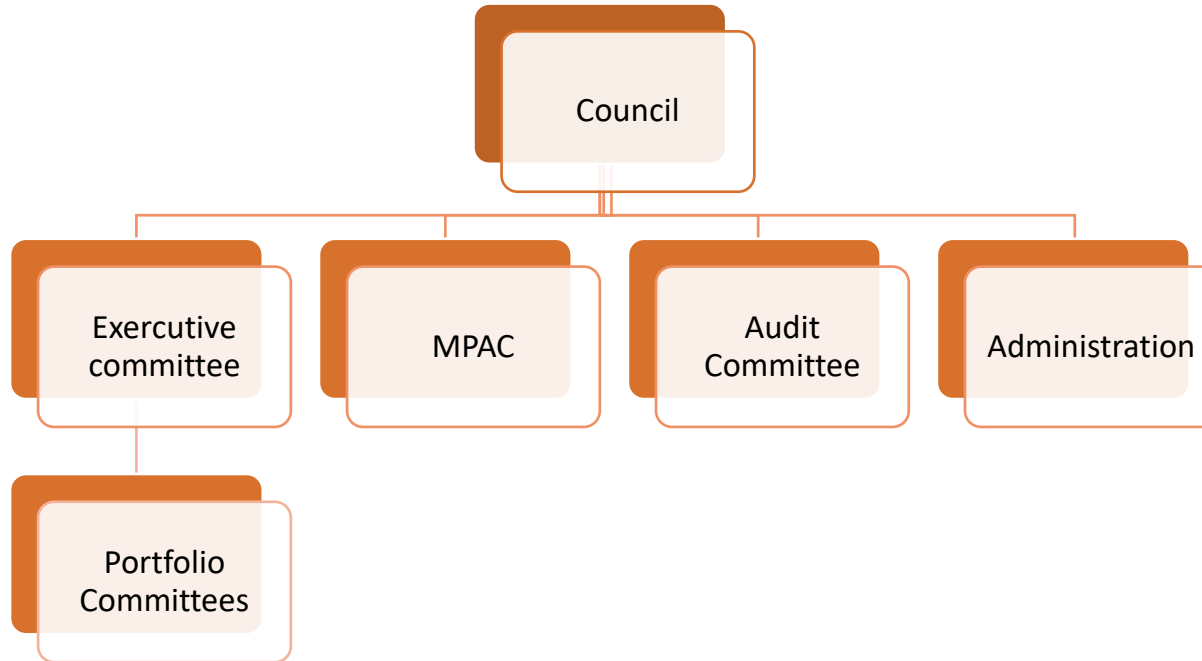 Council
Exercutive
committee
MPAC
Audit
Committee
Administration
Portfolio
Committees